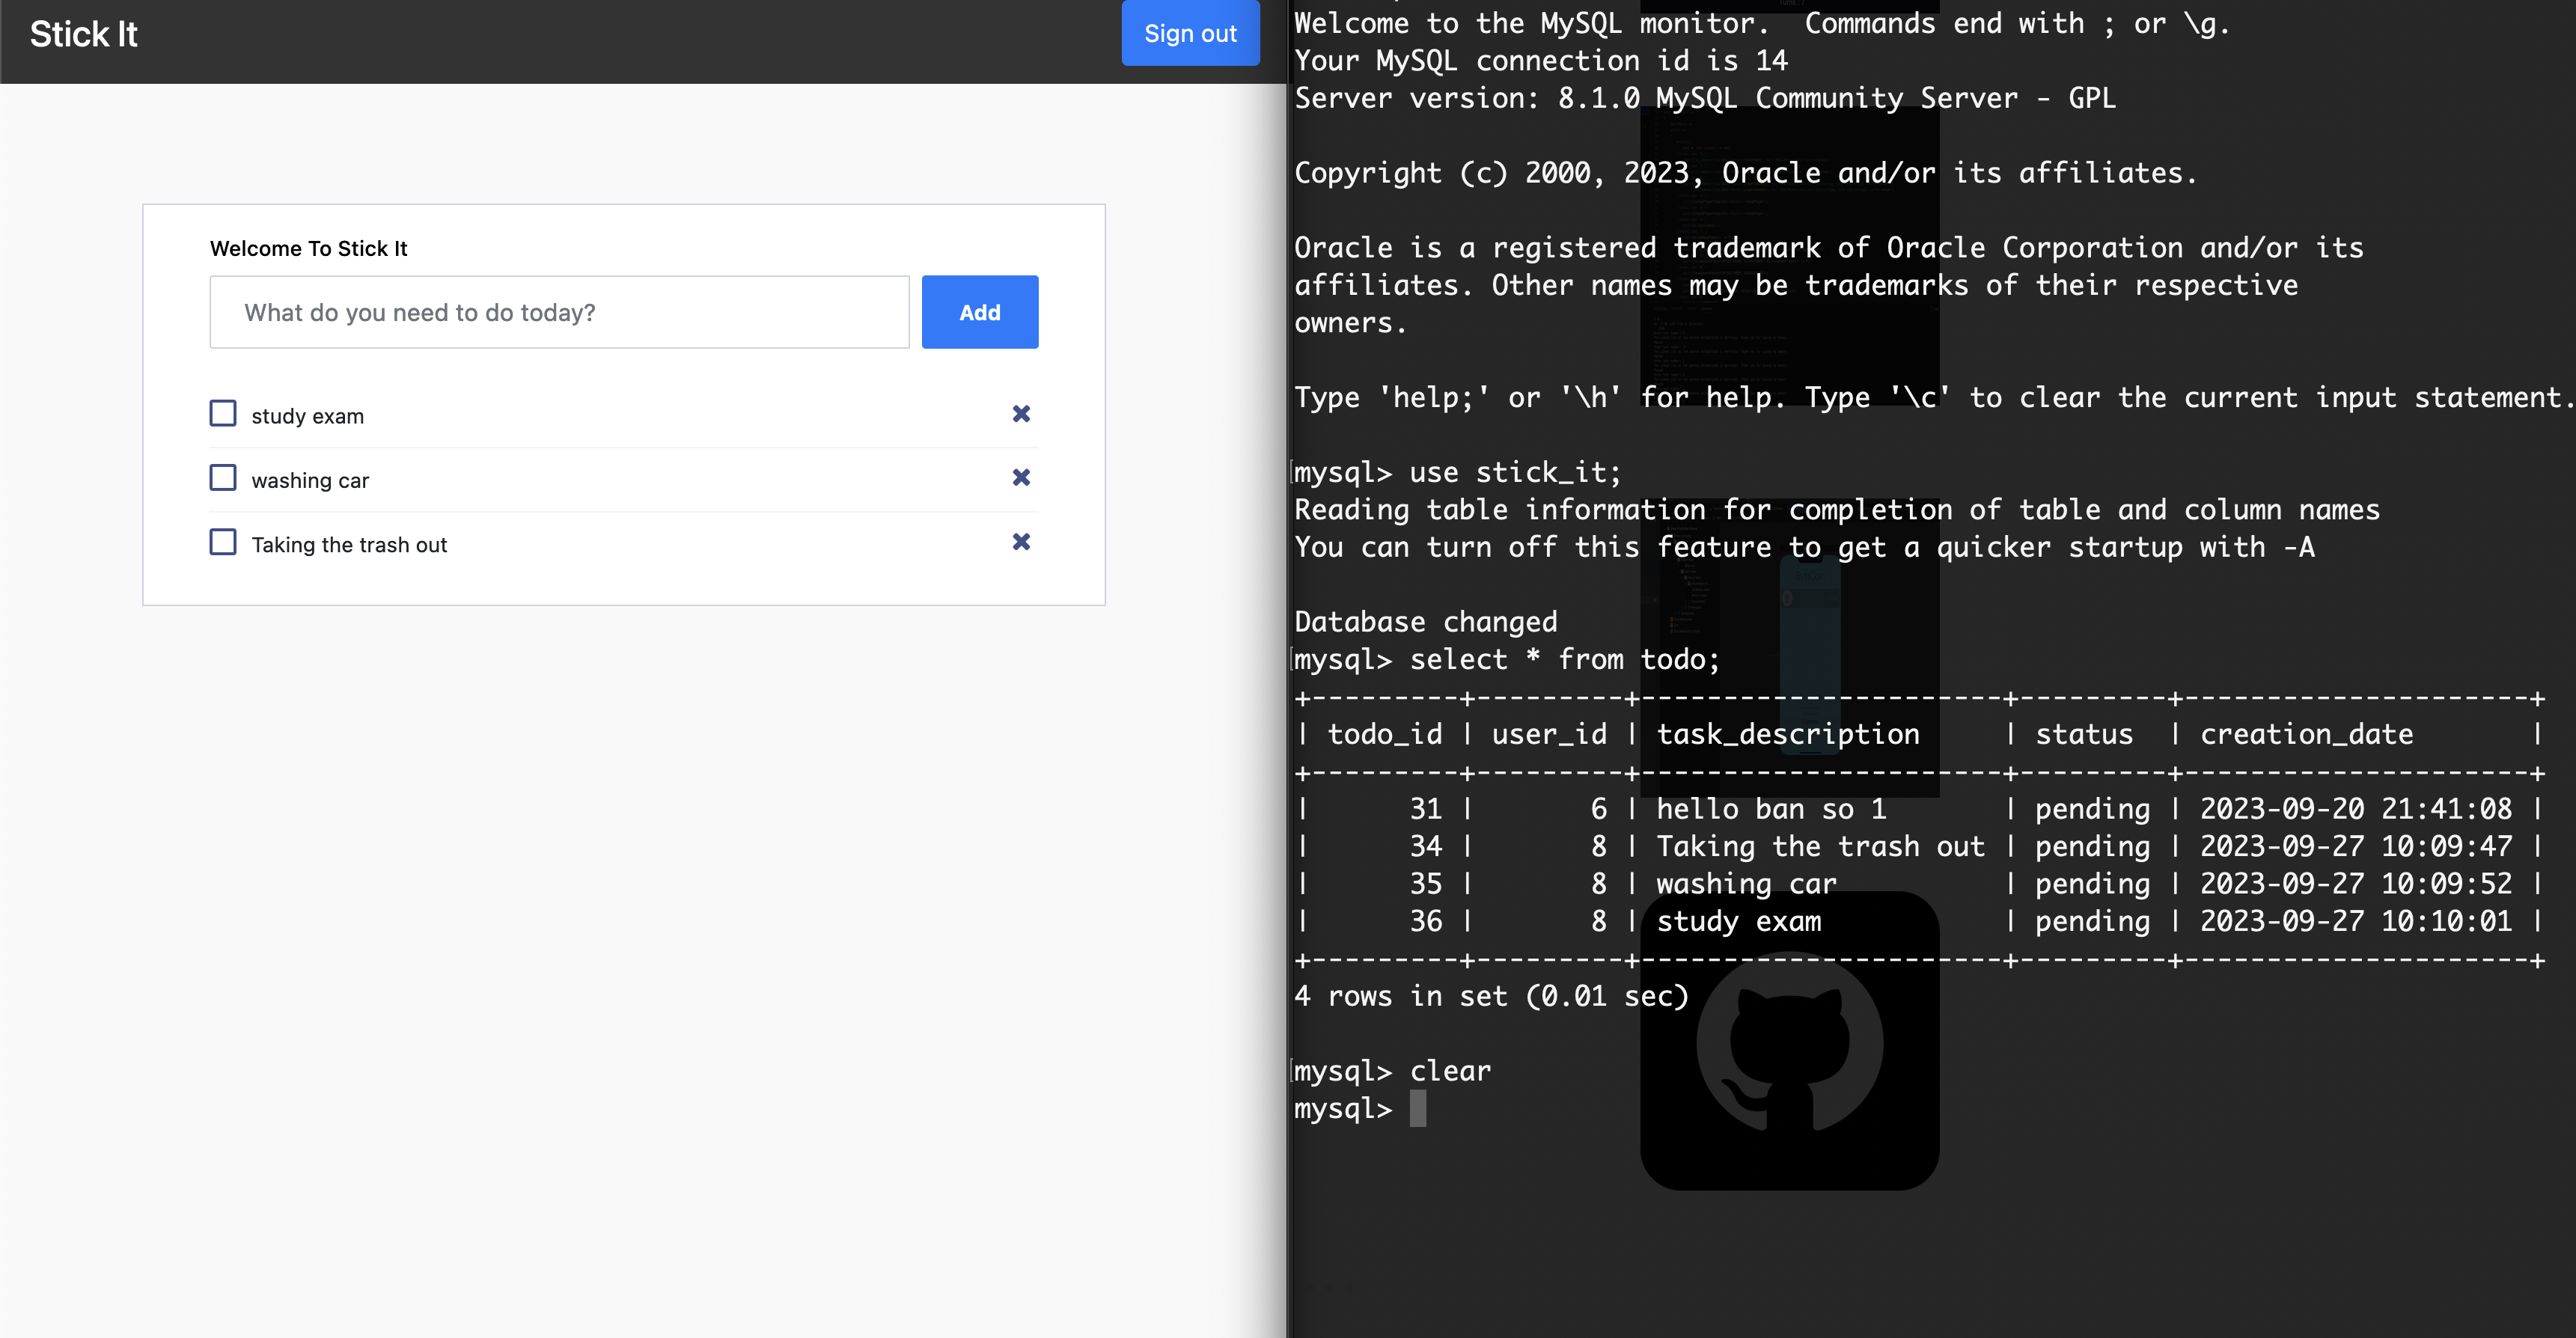 Stick It
Sign out
Welcome To Stick It
What do you need to do today?
Add
study exam
washing car
Taking the trash out
Welcome to the MySQL monitor.  Commands end with ; or \g.
Your MySQL connection id is 14
Server version: 8.1.0 MySQL Community Server - GPL
Copyright (c) 2000, 2023, Oracle and/or its affiliates.
Oracle is a registered trademark of Oracle Corporation and/or its
affiliates. Other names may be trademarks of their respective
owners.
Type 'help;' or '\h' for help. Type '\c' to clear the current input statement.
mysql> use stick_it;
Reading table information for completion of table and column names
You can turn off this feature to get a quicker startup with -A
Database changed
mysql> select * from todo;
+---------+---------+----------------------+---------+---------------------+
| todo_id | user_id | task_description     | status  | creation_date       |
+---------+---------+----------------------+---------+---------------------+
|      31 |       6 | hello ban so 1       | pending | 2023-09-20 21:41:08 |
|      34 |       8 | Taking the trash out | pending | 2023-09-27 10:09:47 |
|      35 |       8 | washing car          | pending | 2023-09-27 10:09:52 |
|      36 |       8 | study exam           | pending | 2023-09-27 10:10:01 |
+---------+---------+----------------------+---------+---------------------+
4 rows in set (0.01 sec)
mysql> clear
mysql>